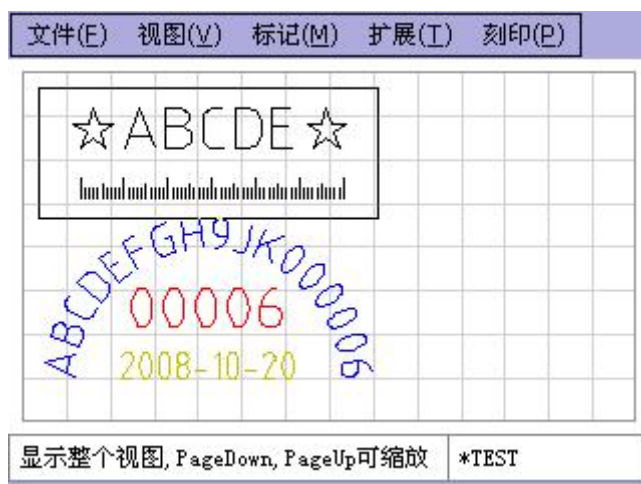 文件(F) 视图(V) 标记(M) 扩展(T) 刻印(P)
☆ABCDE☆
ABCDEFGH9JK000006
00006
2008-10-20
显示整个视图, PageDown, PageUp可缩放 *TEST